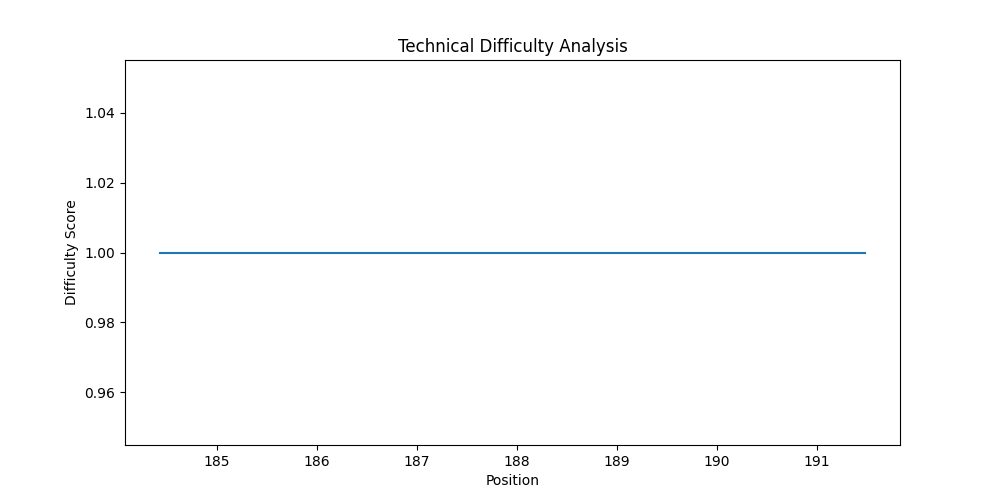 Technical Difficulty Analysis
1.04
1.02
1.00
0.98
0.96
Difficulty Score
185 186 187 188 189 190 191
Position